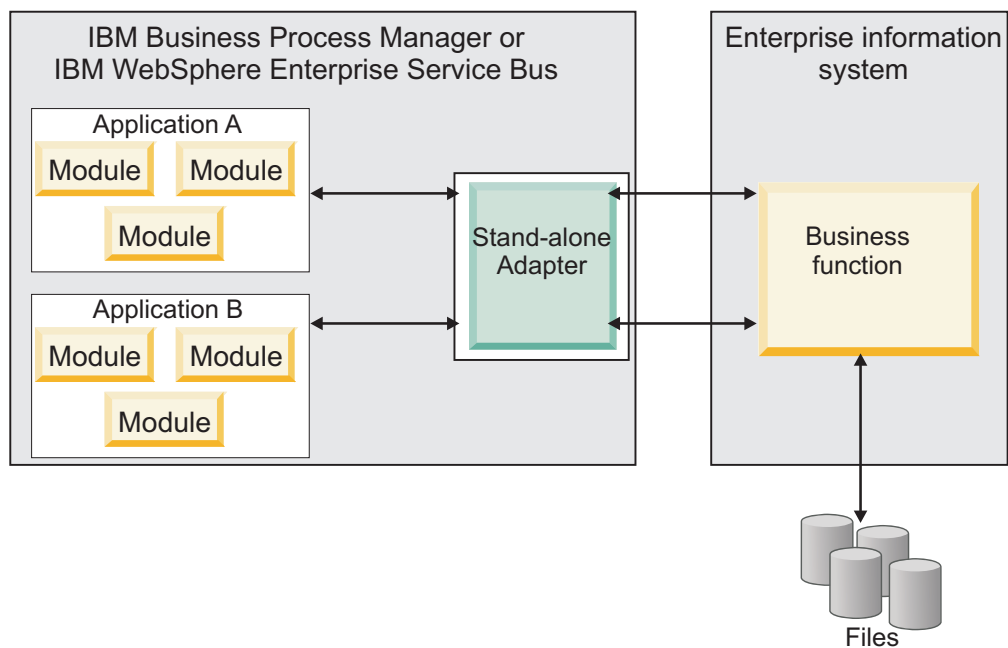 IBM Business Process Manager or
IBM WebSphere Enterprise Service Bus
Application A
Module
Module
Module
Application B
Module
Module
Module
Stand-alone
Adapter
Enterprise information
system
Business
function
Files